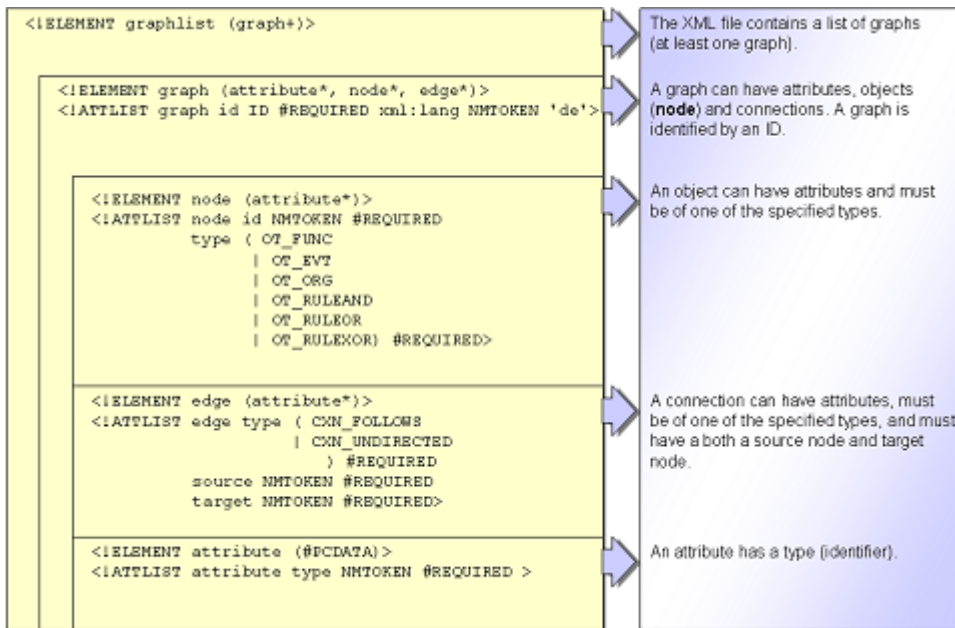 <!ELEMENT graphlist (graph+)>
The XML file contains a list of graphs
(at least one graph).
<!ELEMENT graph (attribute*, node*, edge*)>
<!ATTLIST graph id ID #REQUIRED xml:lang NMTOKEN 'de'>
A graph can have attributes, objects
(node) and connections. A graph is
identified by an ID.
<!ELEMENT node (attribute*)>
<!ATTLIST node id NMTOKEN #REQUIRED
type ( OT_FUNC
| OT_EVT
| OT_ORG
| OT_RULEAND
| OT_RULEOR
| OT_RULEXOR) #REQUIRED>
An object can have attributes and must
be of one of the specified types.
<!ELEMENT edge (attribute*)>
<!ATTLIST edge type ( CXN_FOLLOWS
| CXN_UNDIRECTED
) #REQUIRED
source NMTOKEN #REQUIRED
target NMTOKEN #REQUIRED>
A connection can have attributes, must
be of one of the specified types, and must
have a both a source node and target
node.
<!ELEMENT attribute (#PCDATA)>
<!ATTLIST attribute type NMTOKEN #REQUIRED >
An attribute has a type (identifier).